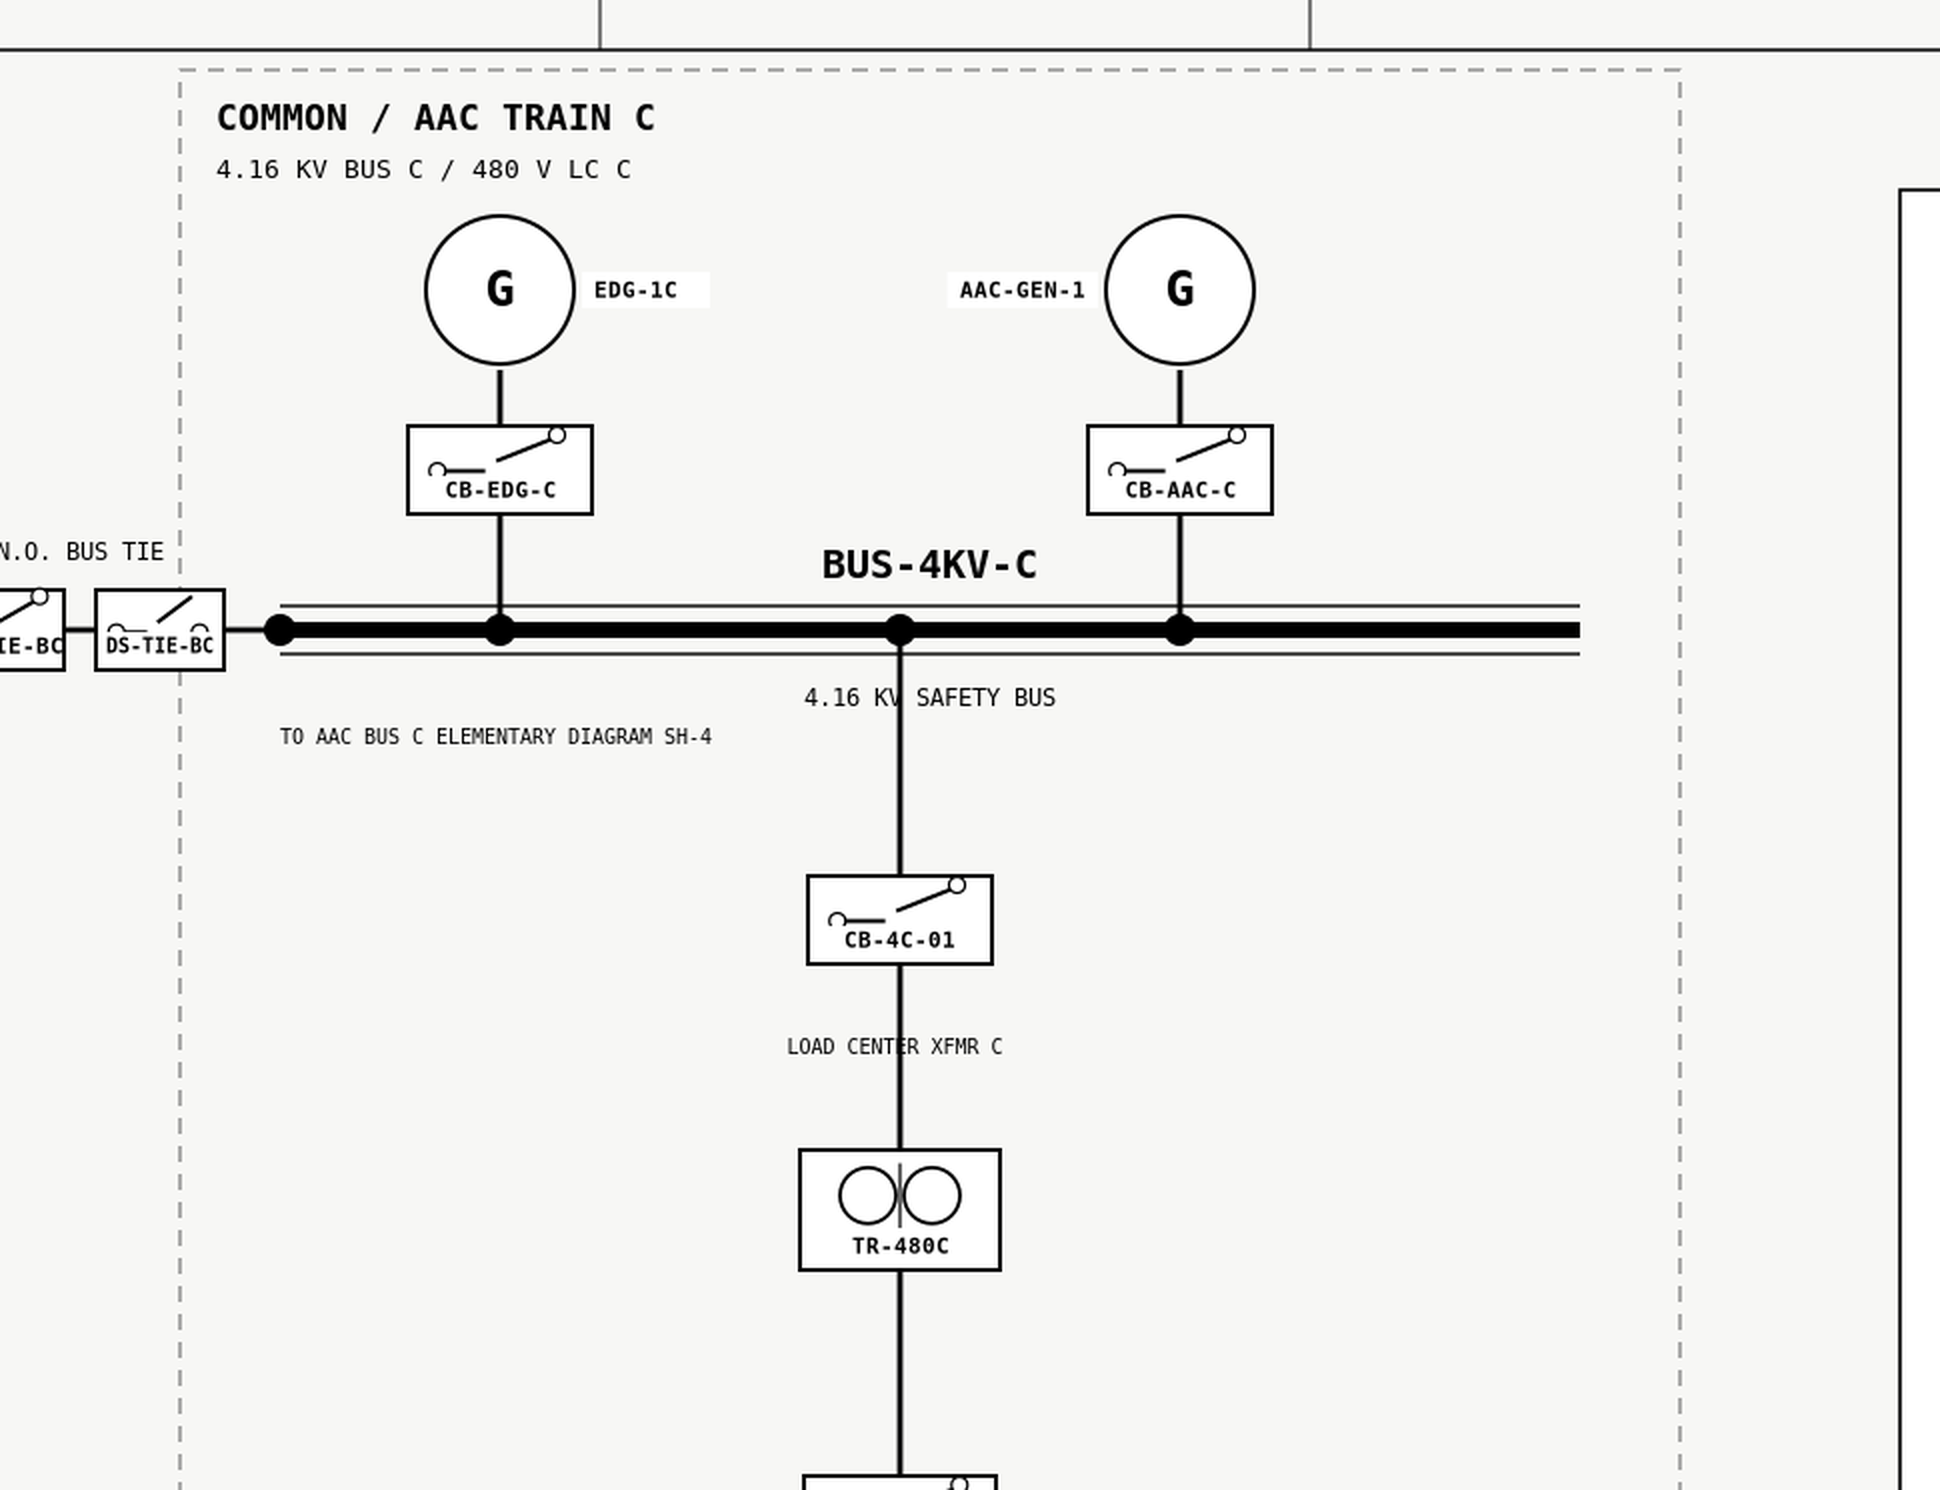 COMMON / AAC TRAIN C
4.16 KV BUS C / 480 V LC C
G
EDG-1C
AAC-GEN-1
G
CB-EDG-C
CB-AAC-C
N.O. BUS TIE
BUS-4KV-C
IE-BC
DS-TIE-BC
4.16 KV SAFETY BUS
TO AAC BUS C ELEMENTARY DIAGRAM SH-4
CB-4C-01
LOAD CENTER XFMR C
TR-480C